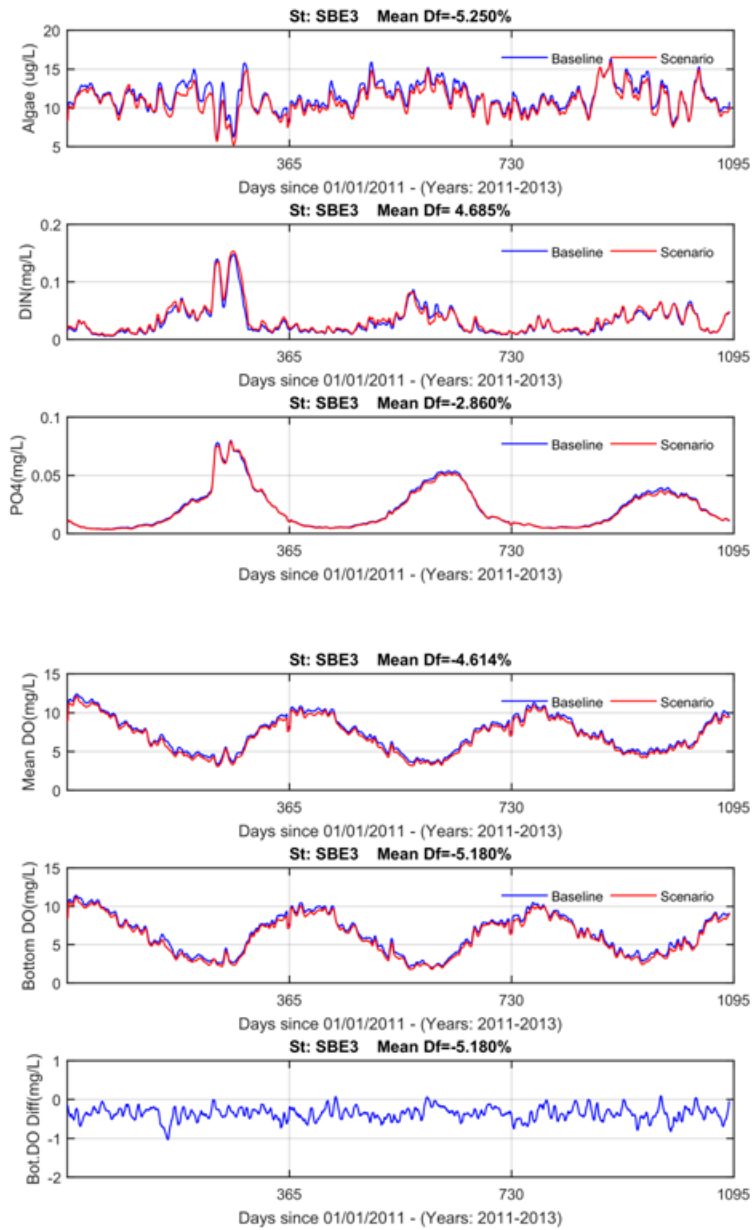 St: SBE3 Mean Df=-5.250%
20
15
10
5
Algae (ug/L)
Baseline Scenario
365 730 1095
Days since 01/01/2011 - (Years: 2011-2013)
St: SBE3 Mean Df= 4.685%
0.2
0.1
0
DIN(mg/L)
Baseline Scenario
365 730 1095
Days since 01/01/2011 - (Years: 2011-2013)
St: SBE3 Mean Df=-2.860%
0.1
0.05
0
PO4(mg/L)
Baseline Scenario
365 730 1095
Days since 01/01/2011 - (Years: 2011-2013)
St: SBE3 Mean Df=-4.614%
15
10
5
0
Mean DO(mg/L)
Baseline Scenario
365 730 1095
Days since 01/01/2011 - (Years: 2011-2013)
St: SBE3 Mean Df=-5.180%
15
10
5
0
Bottom DO(mg/L)
Baseline Scenario
365 730 1095
Days since 01/01/2011 - (Years: 2011-2013)
St: SBE3 Mean Df=-5.180%
1
0
-1
-2
Bot.DO Diff(mg/L)
365 730 1095
Days since 01/01/2011 - (Years: 2011-2013)